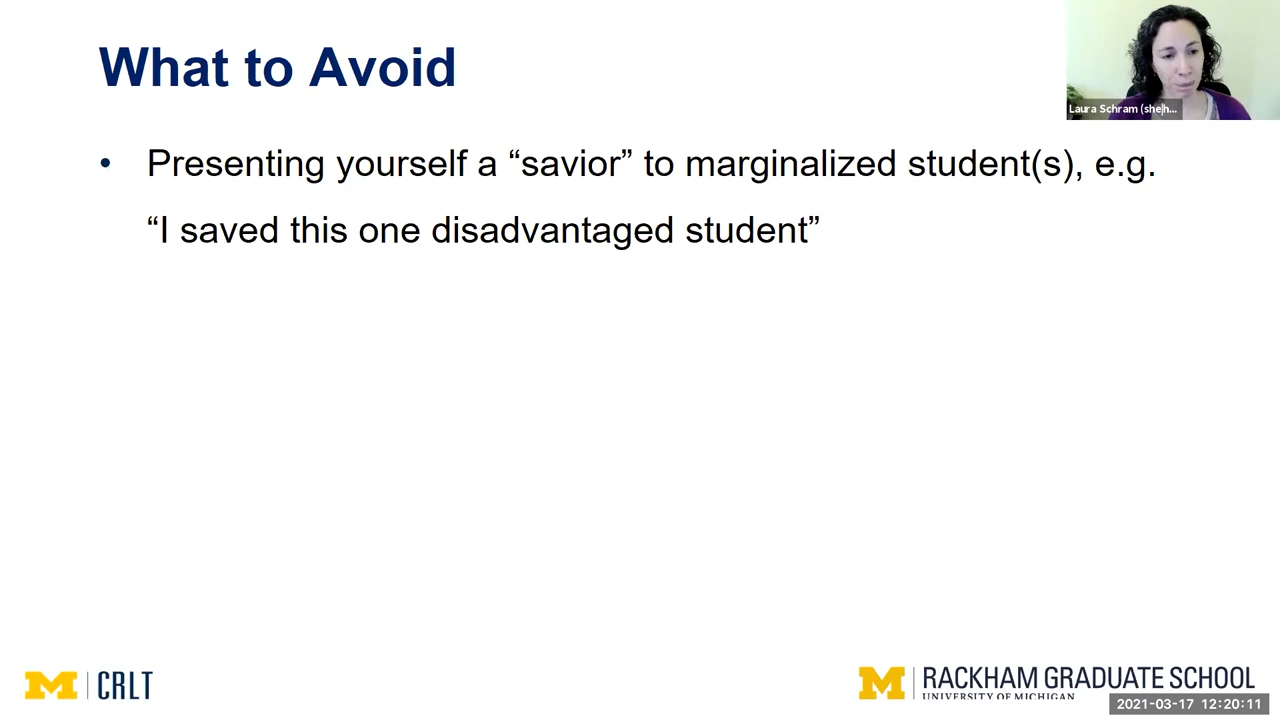 What to Avoid
Laura Schram (she|h...
• Presenting yourself a “savior” to marginalized student(s), e.g.
“I saved this one disadvantaged student”
M | CRLT
M | RACKHAM GRADUATE SCHOOL
UNIVERSITY OF MICHIGAN
2021-03-17 12:20:11